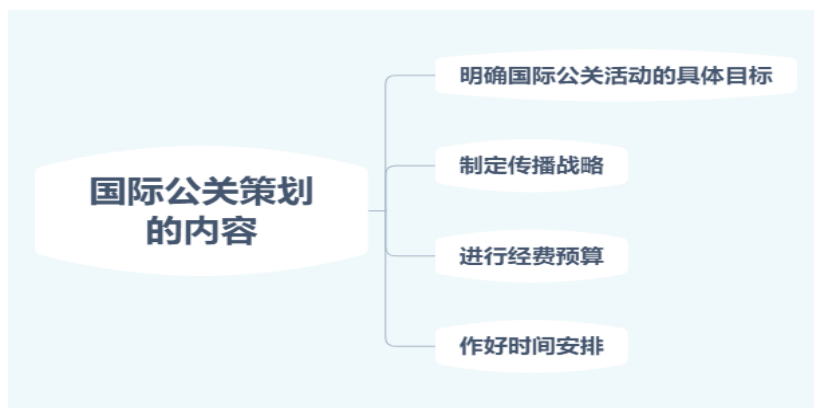 国际公关策划
的内容
明确国际公关活动的具体目标
制定传播战略
进行经费预算
作好时间安排